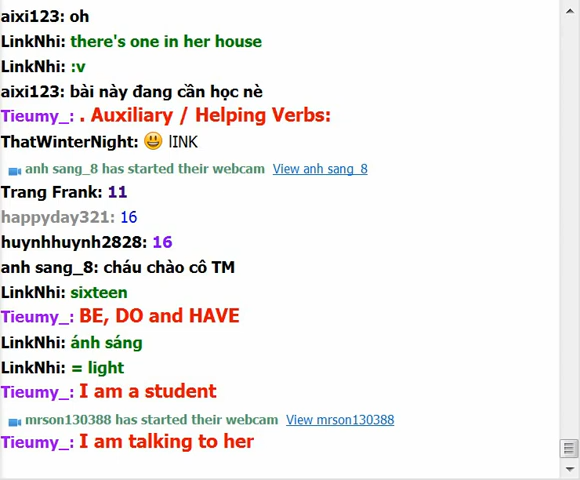 aixi123: oh
LinkNhi: there's one in her house
LinkNhi: :v
aixi123: bài này đang cần học nè
Tieumy_: . Auxiliary / Helping Verbs:
ThatWinterNight: 😃 lINK
anh sang_8 has started their webcam View anh sang_8
Trang Frank: 11
happyday321: 16
huynhhuynh2828: 16
anh sang_8: cháu chào cô TM
LinkNhi: sixteen
Tieumy_: BE, DO and HAVE
LinkNhi: ánh sáng
LinkNhi: = light
Tieumy_: I am a student
mrson130388 has started their webcam View mrson130388
Tieumy_: I am talking to her